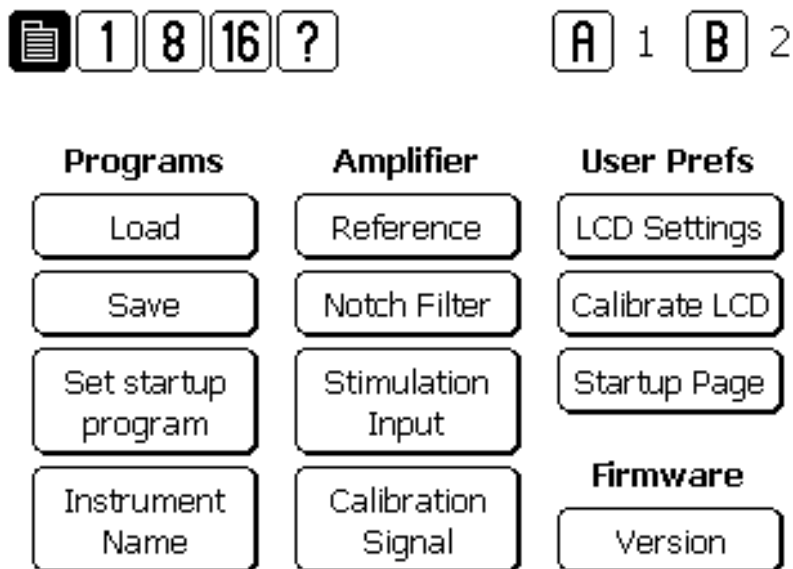 1 8 16 ? A 1 B 2
Programs Amplifier User Prefs
Load Reference LCD Settings
Save Notch Filter Calibrate LCD
Set startup Stimulation Startup Page
program Input
Firmware
Instrument Calibration
Name Signal Version